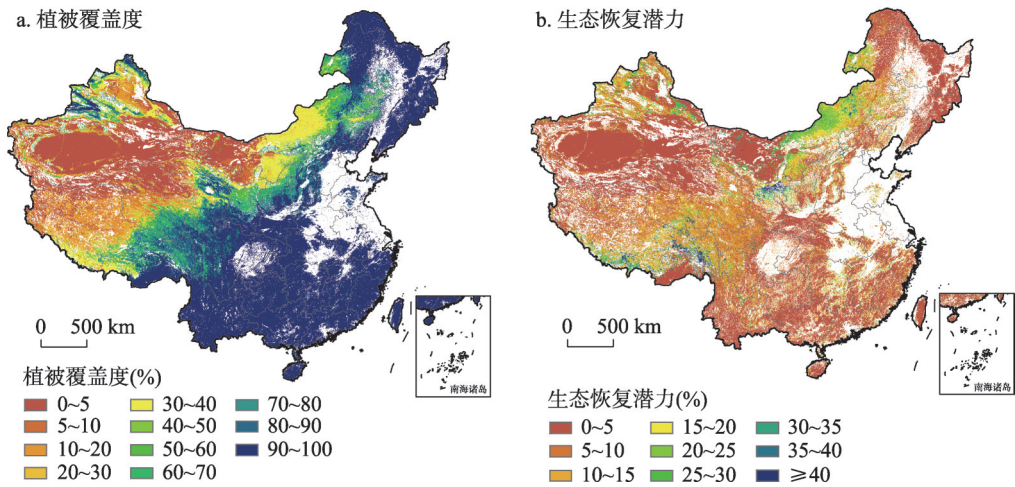 a. 植被覆盖度
0 500 km
南海诸岛
植被覆盖度(%)
0~5 30~40 70~80
5~10 40~50 80~90
10~20 50~60 90~100
20~30 60~70
b. 生态恢复潜力
0 500 km
南海诸岛
生态恢复潜力(%)
0~5 15~20 30~35
5~10 20~25 35~40
10~15 25~30 ≥40